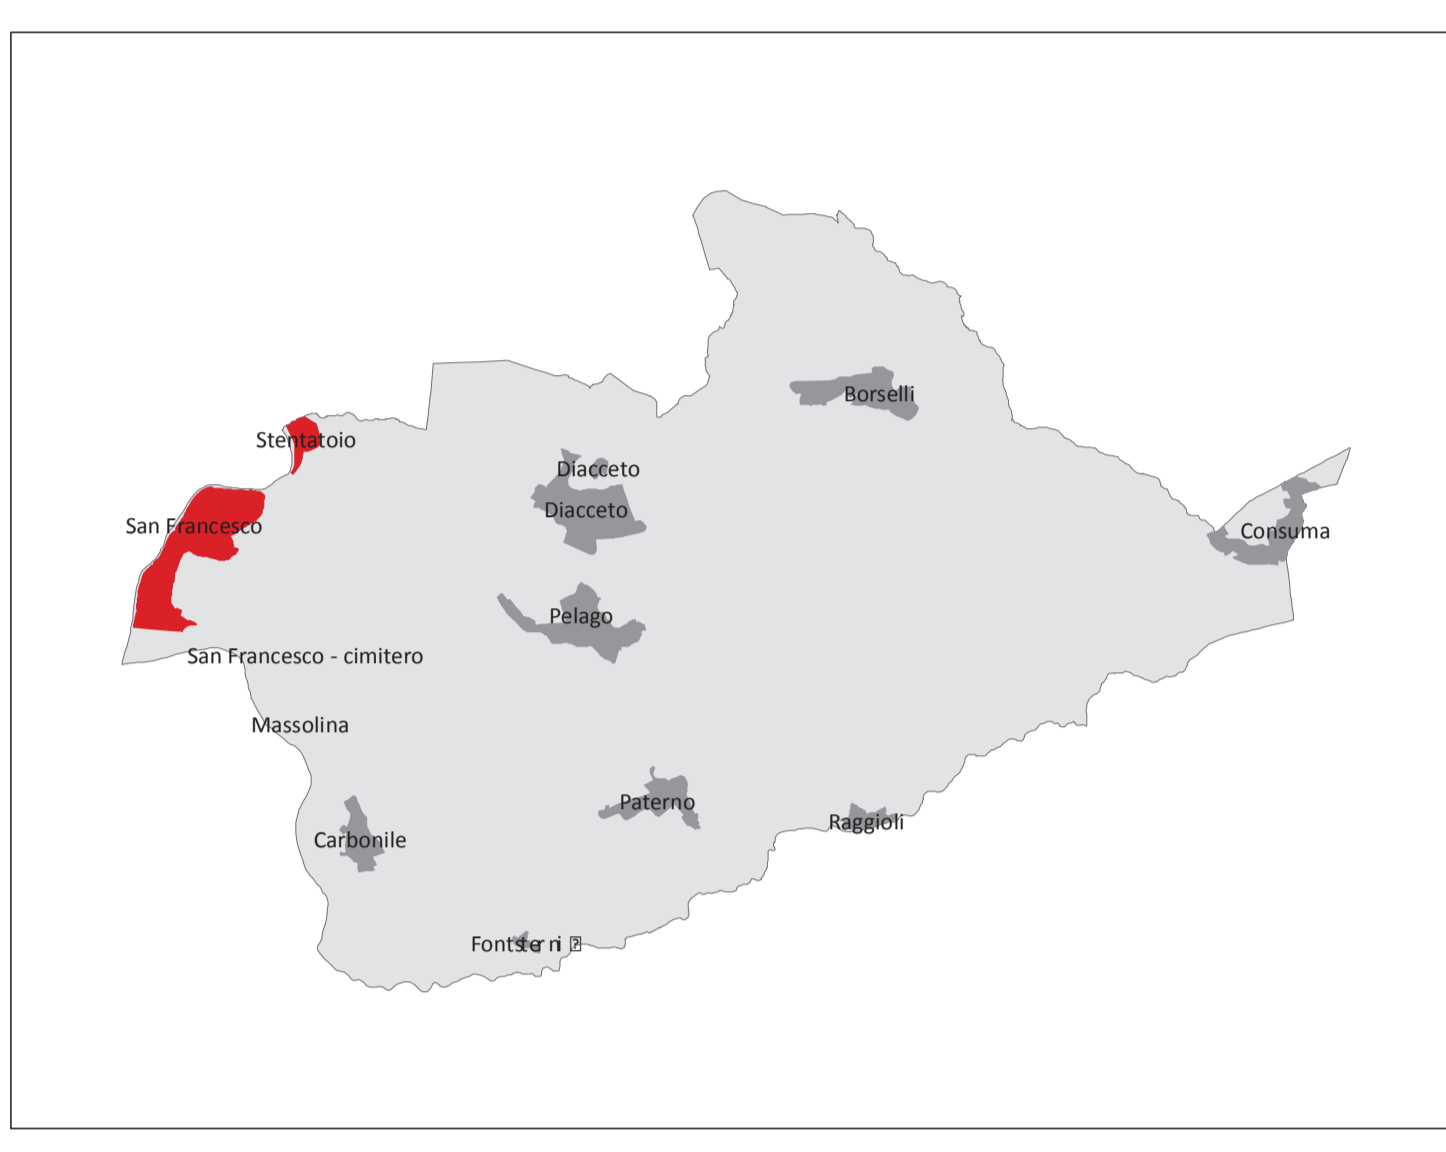 Borselli
Stentatoio
Diacceto
Diacceto
San Francesco
Consuma
Pelago
San Francesco - cimitero
Massolina
Paterno
Raggioli
Carbonile